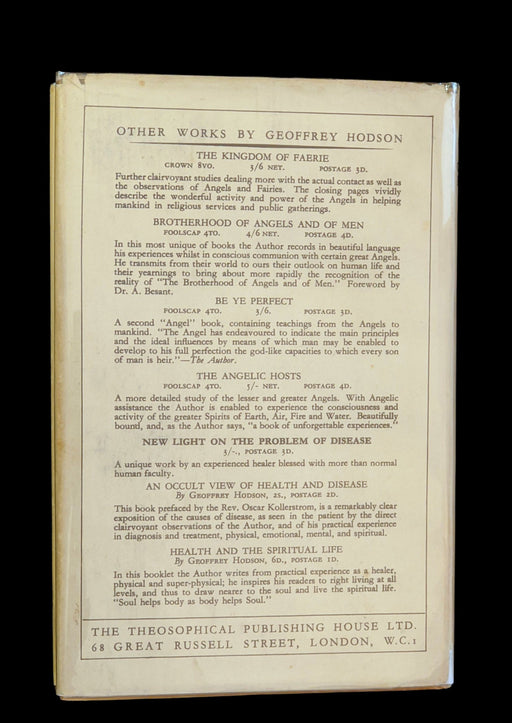 OTHER WORKS BY GEOFFREY HODSON
THE KINGDOM OF FAERIE
CROWN 8VO. 3/6 NET. POSTAGE 3D.
Further clairvoyant studies dealing more with the actual contact as well as
the observations of Angels and Fairies. The closing pages vividly
describe the wonderful activity and power of the Angels in helping
mankind in religious services and public gatherings.
BROTHERHOOD OF ANGELS AND OF MEN
FOOLSCAP 4TO. 4/6 NET. POSTAGE 4D.
In this most unique of books the Author records in beautiful language
his experiences whilst in conscious communion with certain great Angels.
He transmits from their world to ours their outlook on human life and
their yearnings to bring about more rapidly the recognition of the
reality of "The Brotherhood of Angels and of Men." Foreword by
Dr. A. Besant.
BE YE PERFECT
FOOLSCAP 4TO. 3/6. POSTAGE 3D.
A second "Angel" book, containing teachings from the Angels to
mankind. "The Angel has endeavoured to indicate the main principles
and the ideal influences by means of which man may be enabled to
develop to his full perfection the god-like capacities to which every son
of man is heir."—The Author.
THE ANGELIC HOSTS
FOOLSCAP 4TO. 5/- NET. POSTAGE 4D.
A more detailed study of the lesser and greater Angels. With Angelic
assistance the Author is enabled to experience the consciousness and
activity of the greater Spirits of Earth, Air, Fire and Water. Beautifully
bound, and, as the Author says, "a book of unforgettable experiences."
NEW LIGHT ON THE PROBLEM OF DISEASE
3/-., POSTAGE 3D.
A unique work by an experienced healer blessed with more than normal
human faculty.
AN OCCULT VIEW OF HEALTH AND DISEASE
By GEOFFREY HODSON, 2S., POSTAGE 2D.
This book prefaced by the Rev. Oscar Kollerstrom, is a remarkably clear
exposition of the causes of disease, as seen in the patient by the direct
clairvoyant observations of the Author, and of his practical experience
in diagnosis and treatment, physical, emotional, mental, and spiritual.
HEALTH AND THE SPIRITUAL LIFE
By GEOFFREY HODSON, 6D., POSTAGE 1D.
In this booklet the Author writes from practical experience as a healer,
physical and super-physical; he inspires his readers to right living at all
levels, and thus to draw nearer to the soul and live the spiritual life.
"Soul helps body as body helps Soul."
THE THEOSOPHICAL PUBLISHING HOUSE LTD.
68 GREAT RUSSELL STREET, LONDON, W.C.1